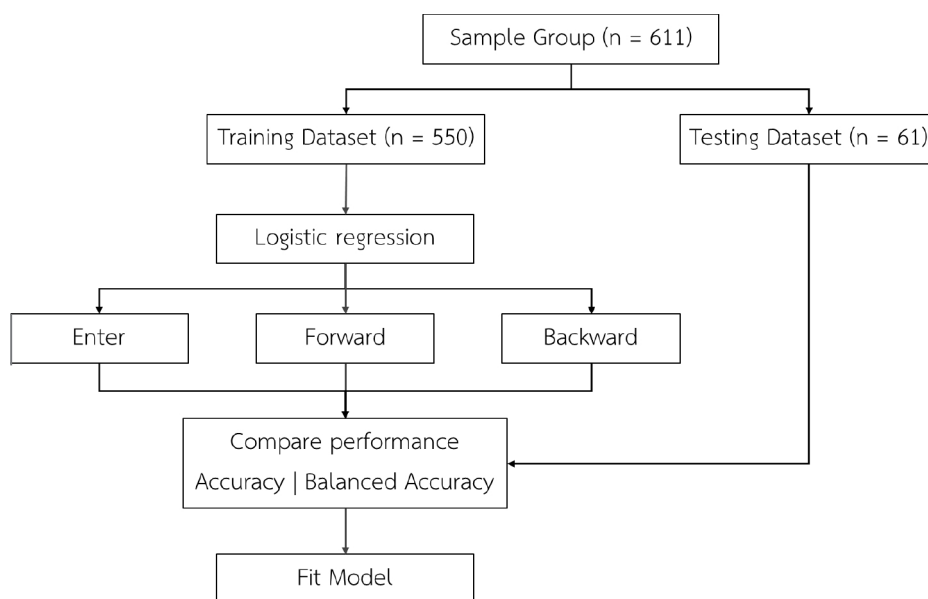 Sample Group (n = 611)
Training Dataset (n = 550)
Testing Dataset (n = 61)
Logistic regression
Enter
Forward
Backward
Compare performance
Accuracy | Balanced Accuracy
Fit Model